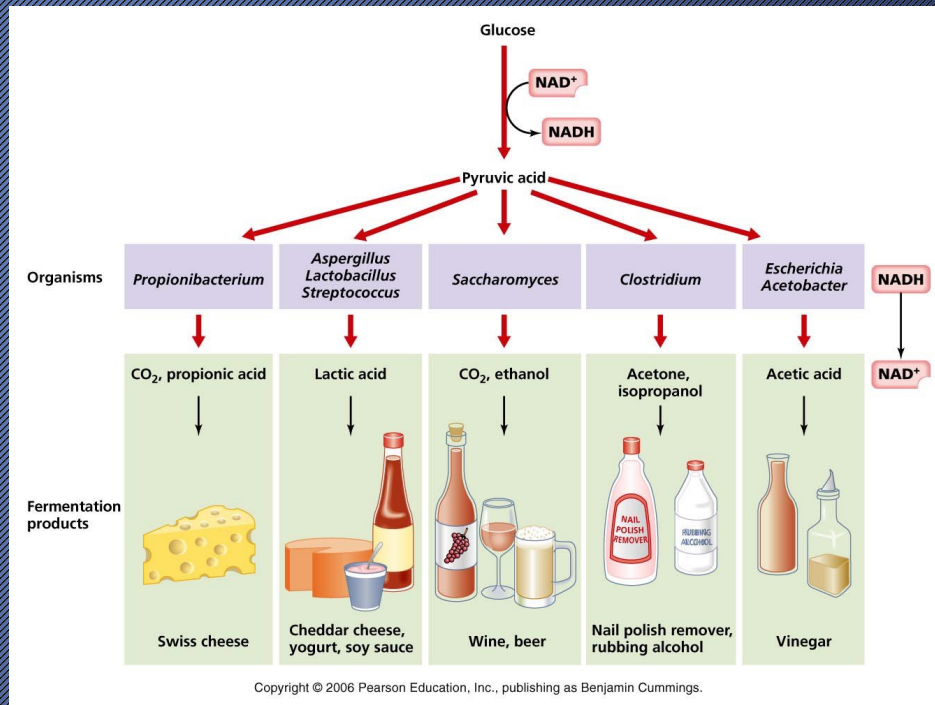 Glucose
NAD+
NADH
Pyruvic acid
Organisms
Propionibacterium
Aspergillus
Lactobacillus
Streptococcus
Saccharomyces
Clostridium
Escherichia
Acetobacter
NADH
CO₂, propionic acid
Lactic acid
CO₂, ethanol
Acetone,
isopropanol
Acetic acid
NAD+
Fermentation
products
NAIL
POLISH
REMOVER
RUBBING
ALCOHOL
Swiss cheese
Cheddar cheese,
yogurt, soy sauce
Wine, beer
Nail polish remover,
rubbing alcohol
Vinegar
Copyright © 2006 Pearson Education, Inc., publishing as Benjamin Cummings.